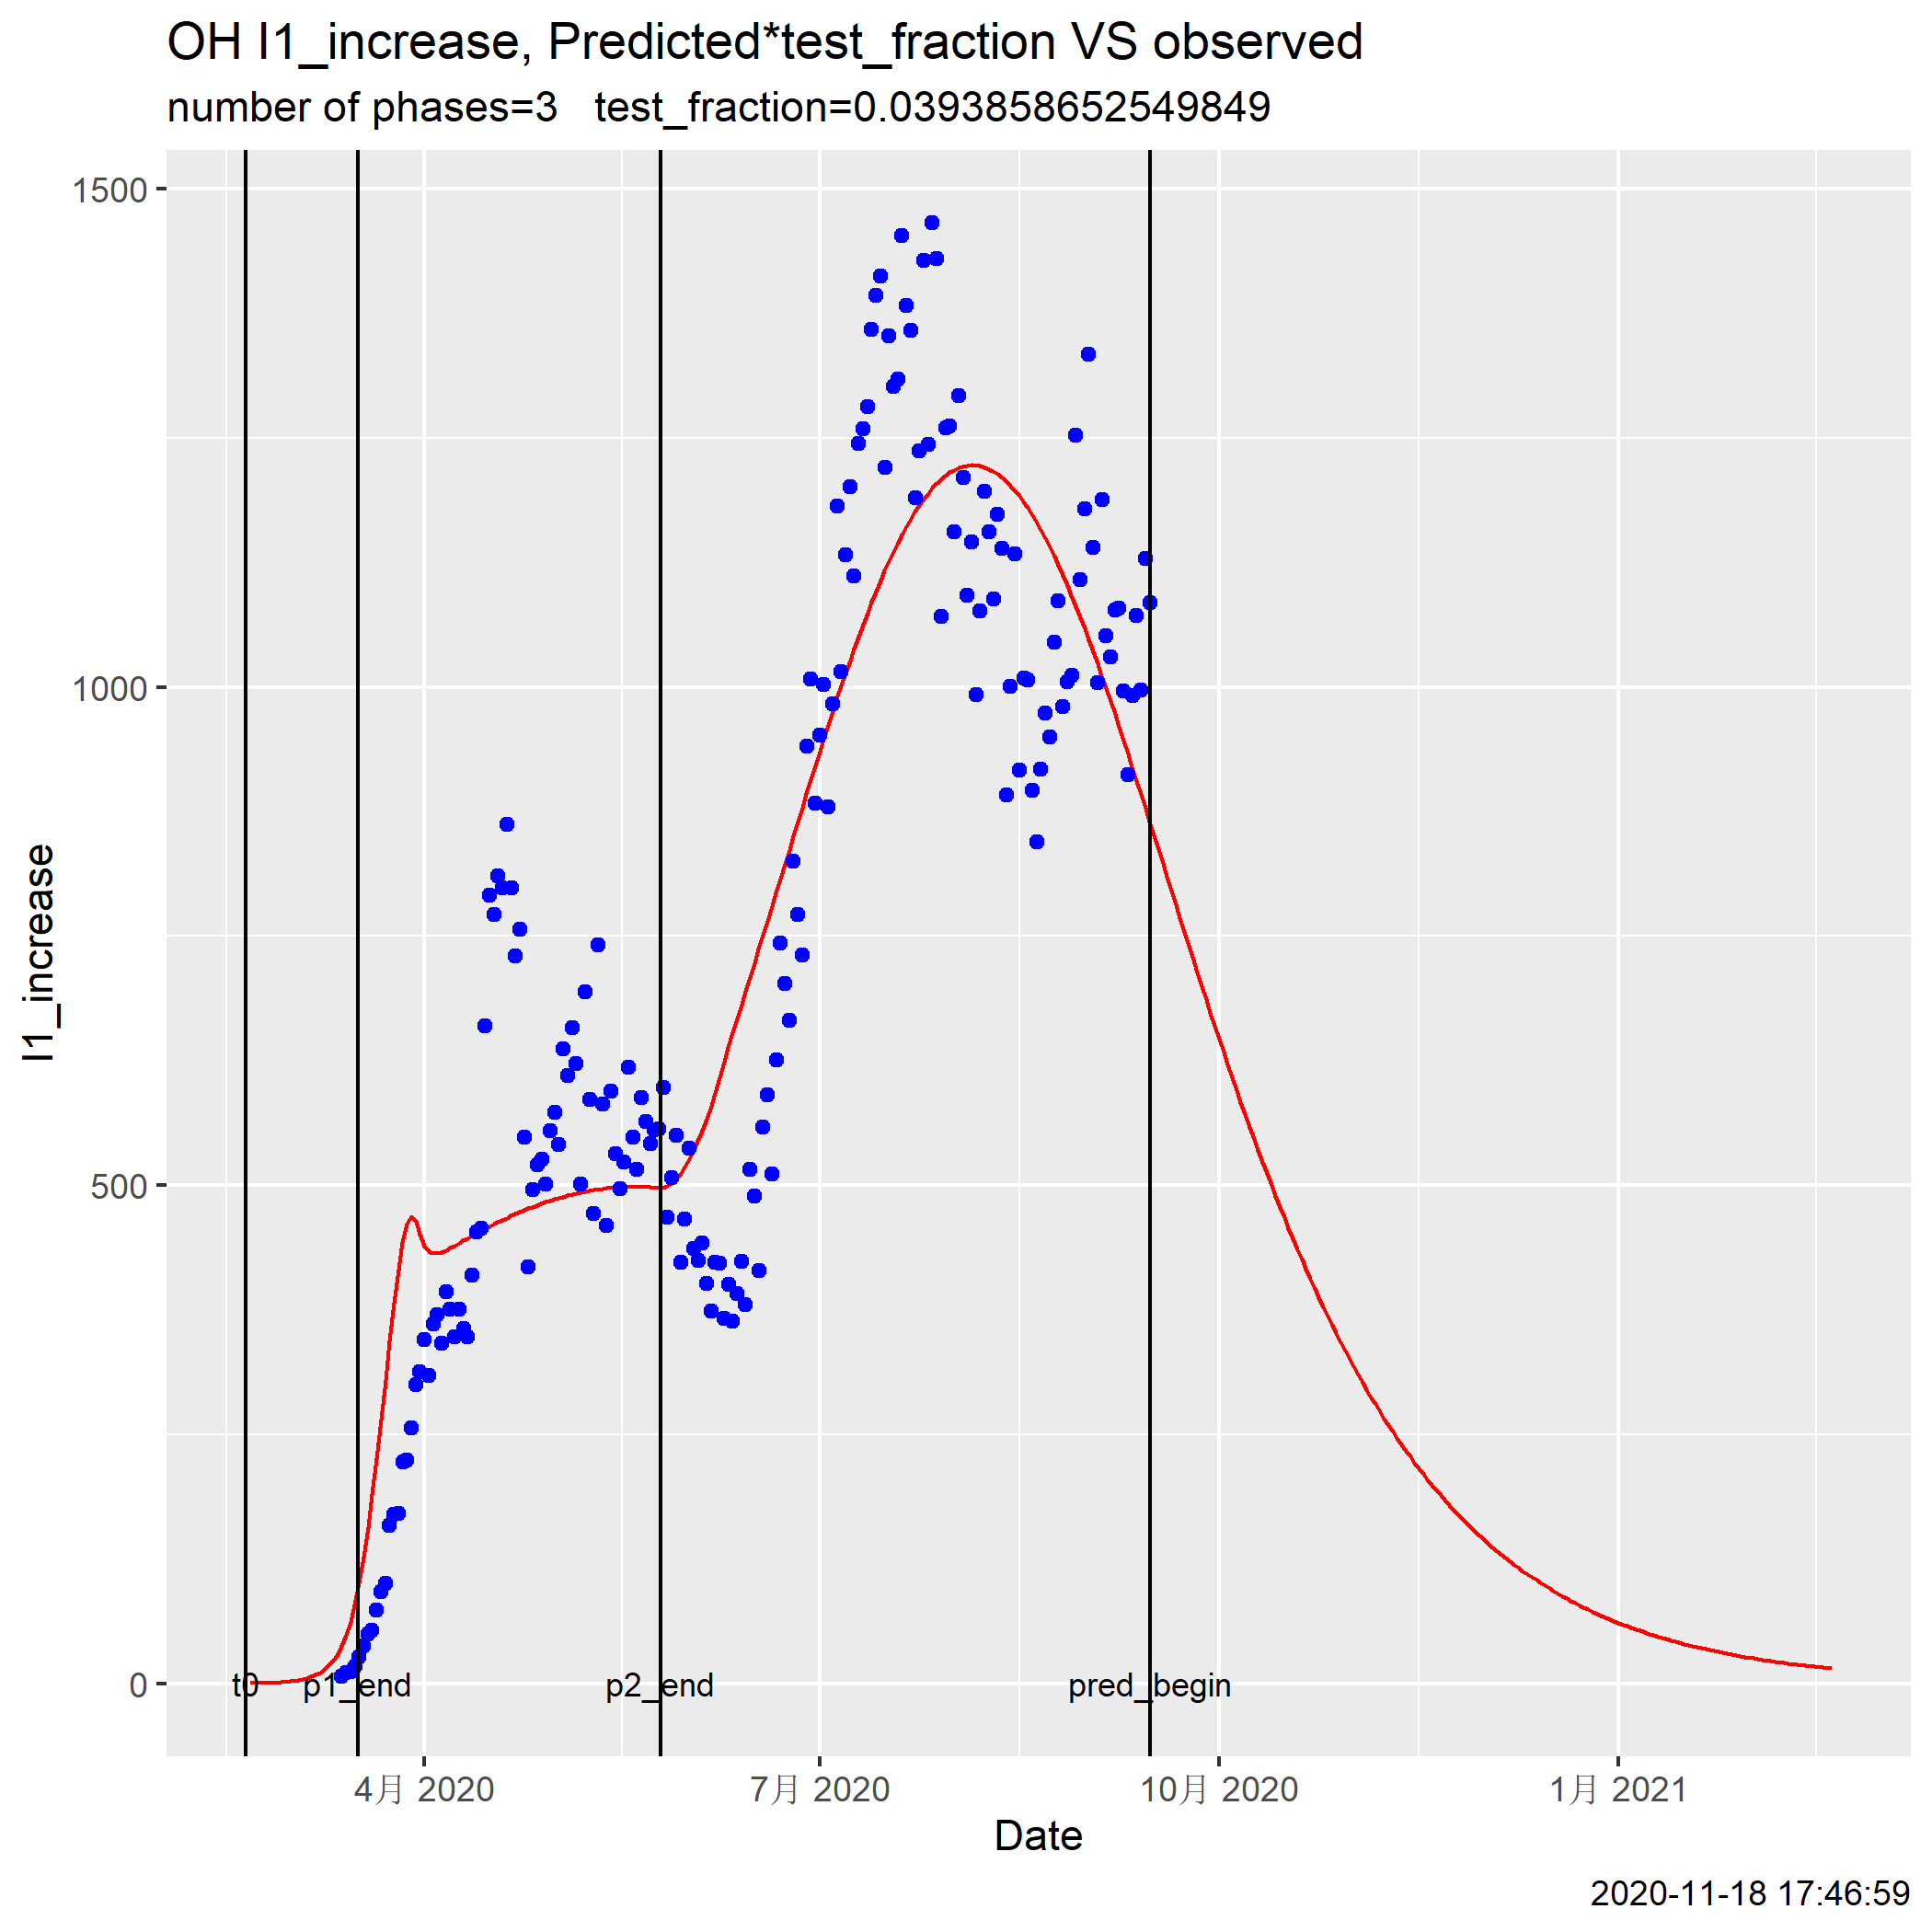 OH I1_increase, Predicted*test_fraction VS observed
number of phases=3   test_fraction=0.0393858652549849
I1_increase
1500
1000
500
0
t0
p1_end
p2_end
pred_begin
4月 2020
7月 2020
10月 2020
1月 2021
Date
2020-11-18 17:46:59